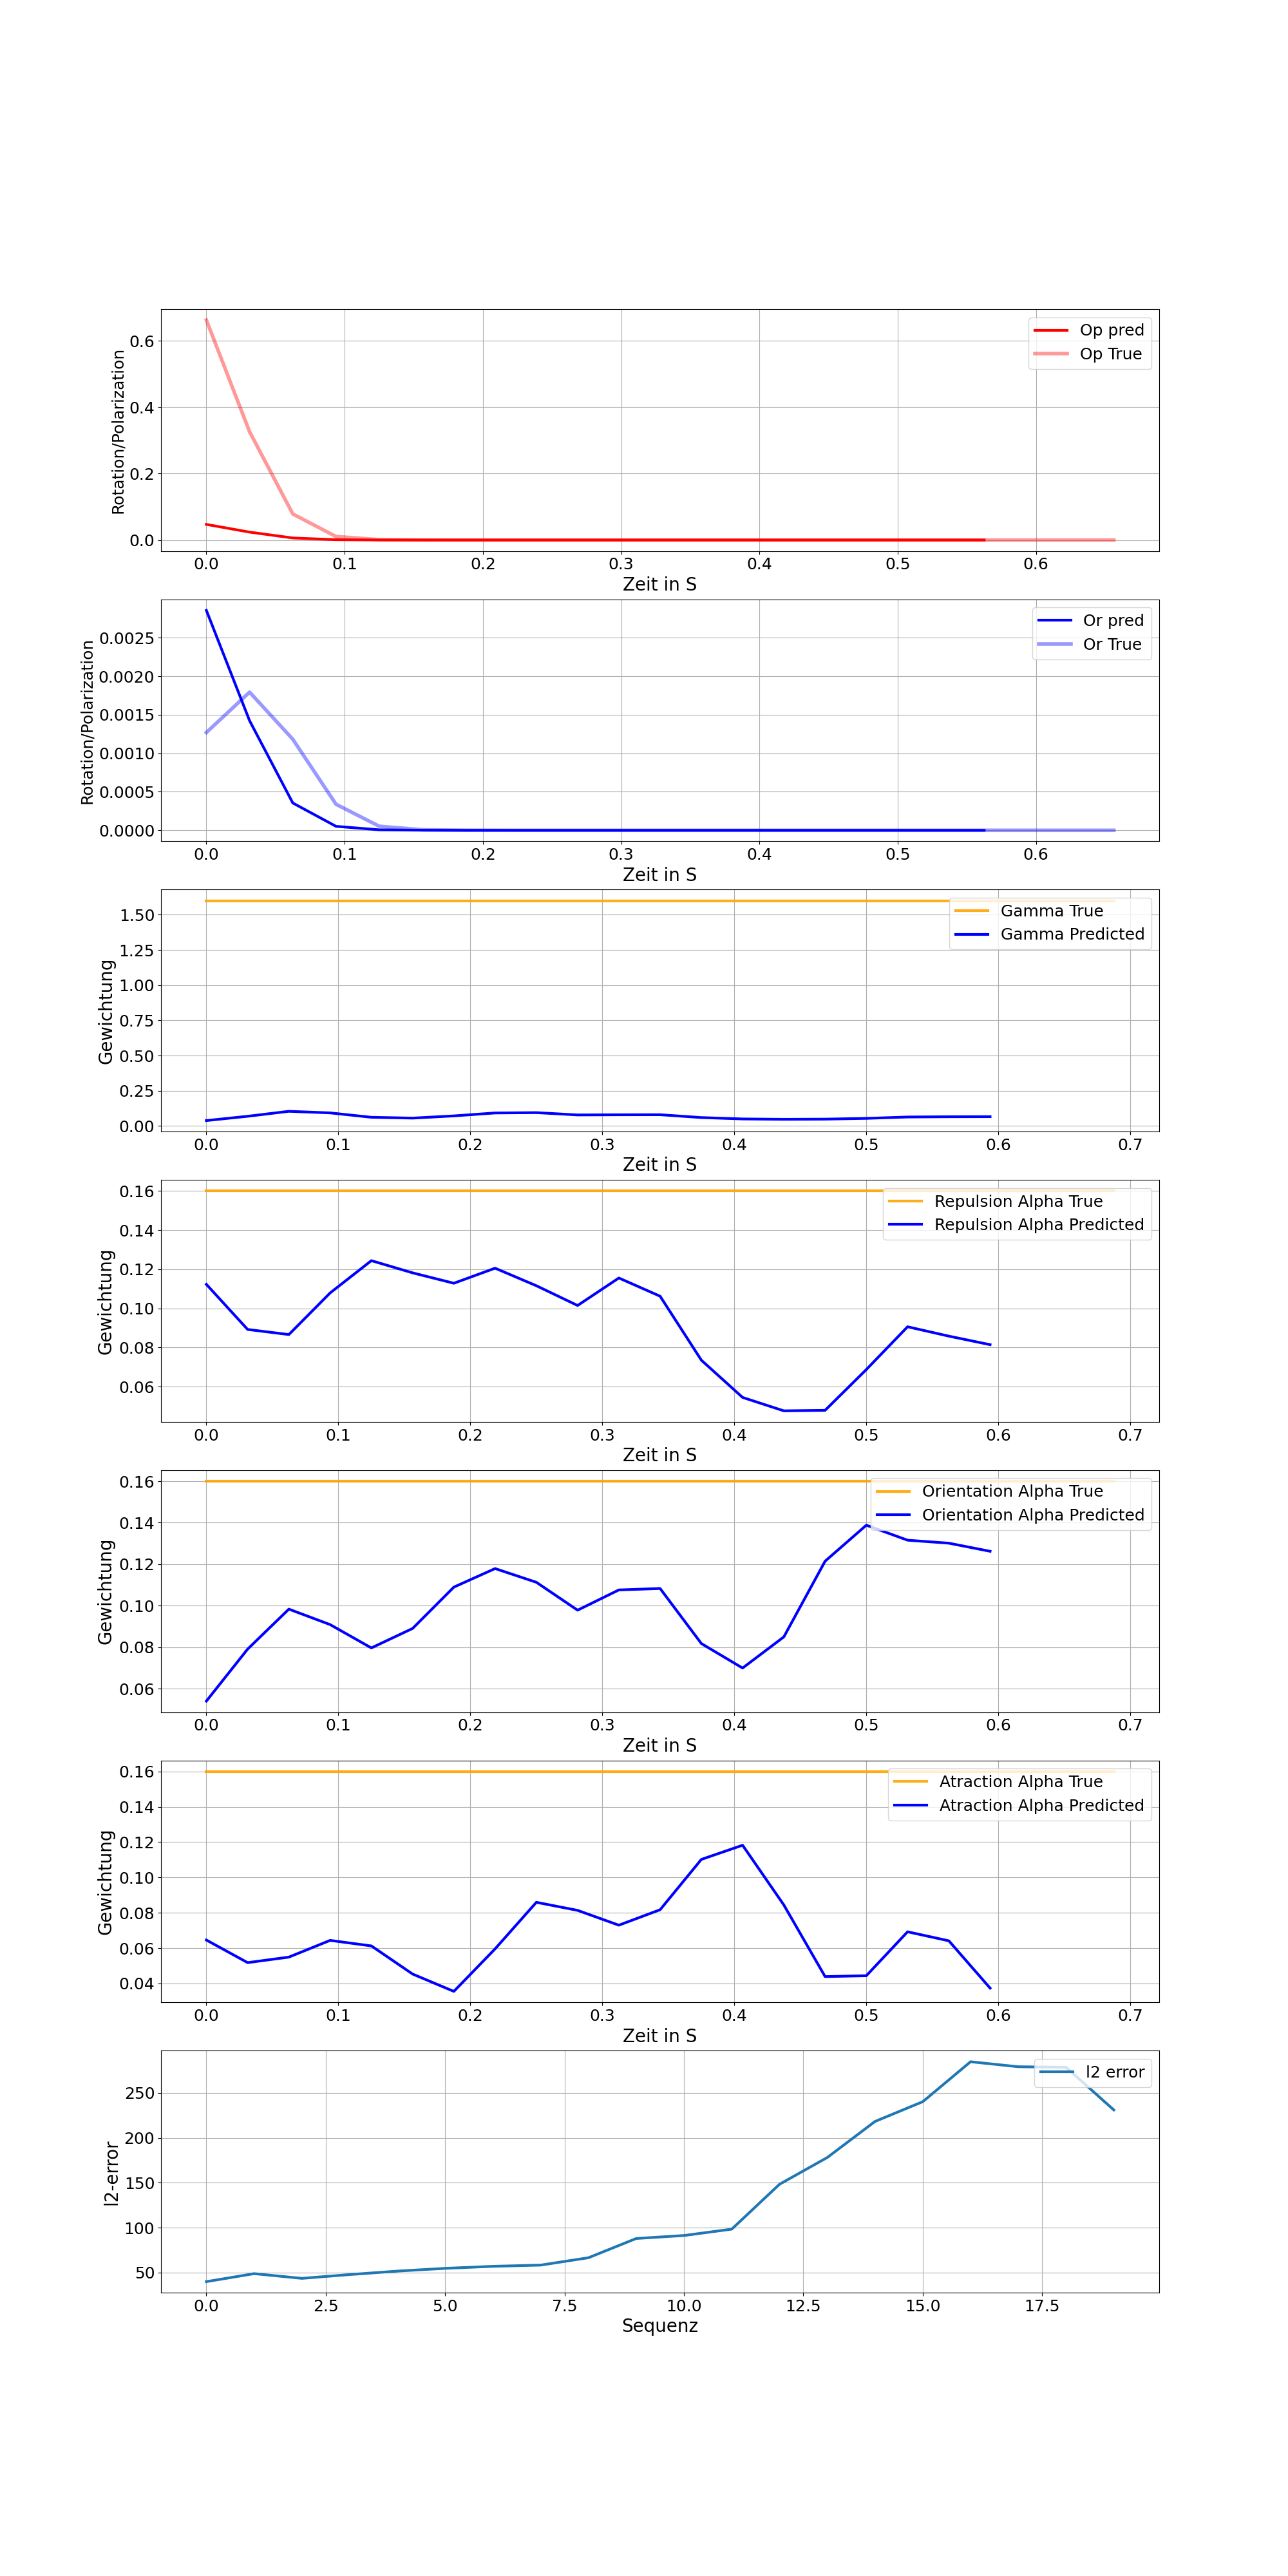 Rotation/Polarization
0.6
0.4
0.2
0.0
Op pred
Op True
0.0 0.1 0.2 0.3 0.4 0.5 0.6
Zeit in S
Rotation/Polarization
0.0025
0.0020
0.0015
0.0010
0.0005
0.0000
Or pred
Or True
0.0 0.1 0.2 0.3 0.4 0.5 0.6
Zeit in S
Gewichtung
1.50
1.25
1.00
0.75
0.50
0.25
0.00
Gamma True
Gamma Predicted
0.0 0.1 0.2 0.3 0.4 0.5 0.6 0.7
Zeit in S
Gewichtung
0.16
0.14
0.12
0.10
0.08
0.06
Repulsion Alpha True
Repulsion Alpha Predicted
0.0 0.1 0.2 0.3 0.4 0.5 0.6 0.7
Zeit in S
Gewichtung
0.16
0.14
0.12
0.10
0.08
0.06
Orientation Alpha True
Orientation Alpha Predicted
0.0 0.1 0.2 0.3 0.4 0.5 0.6 0.7
Zeit in S
Gewichtung
0.16
0.14
0.12
0.10
0.08
0.06
0.04
Atraction Alpha True
Atraction Alpha Predicted
0.0 0.1 0.2 0.3 0.4 0.5 0.6 0.7
Zeit in S
l2-error
250
200
150
100
50
l2 error
0.0 2.5 5.0 7.5 10.0 12.5 15.0 17.5
Sequenz